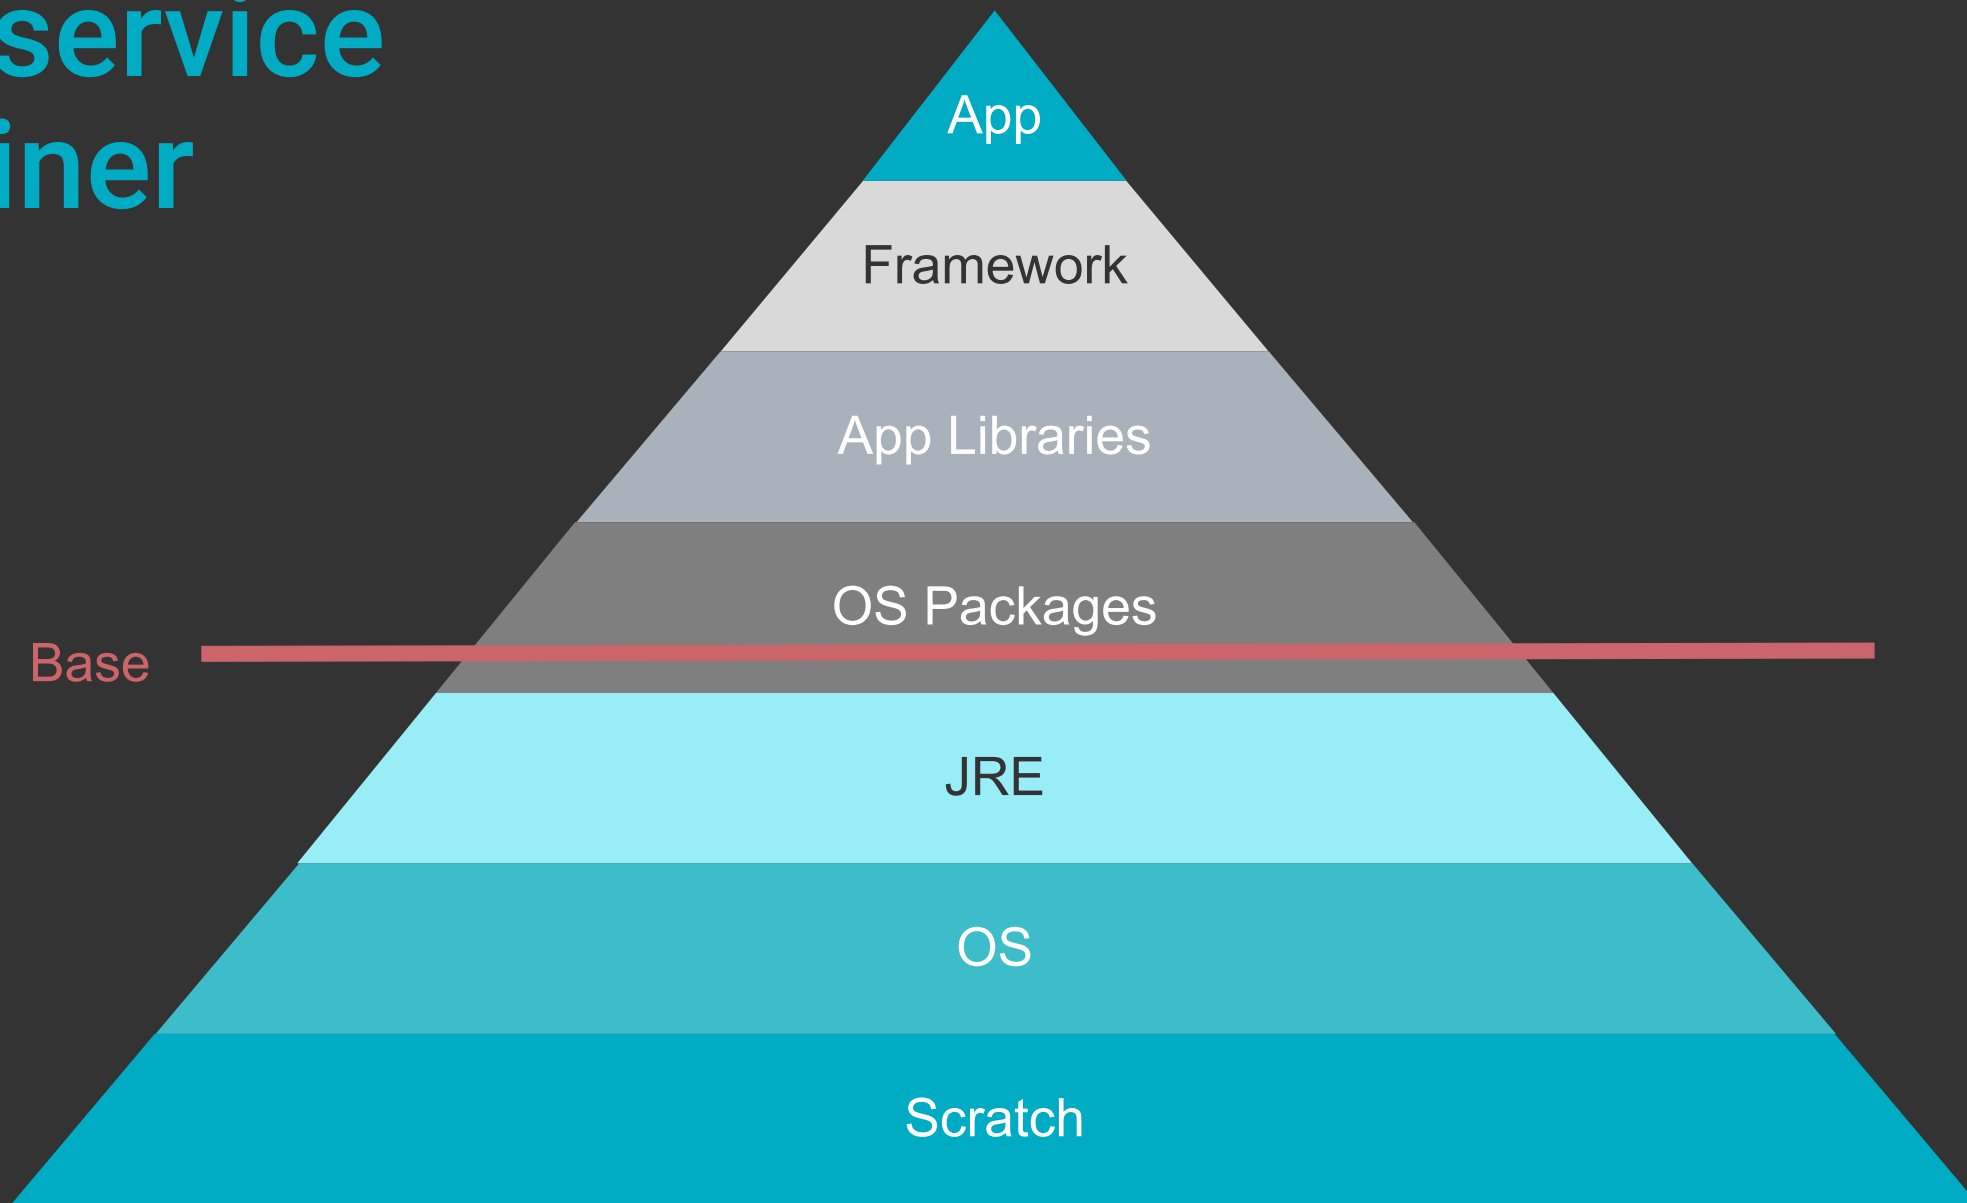 service
iner
App
Framework
App Libraries
OS Packages
Base
JRE
OS
Scratch